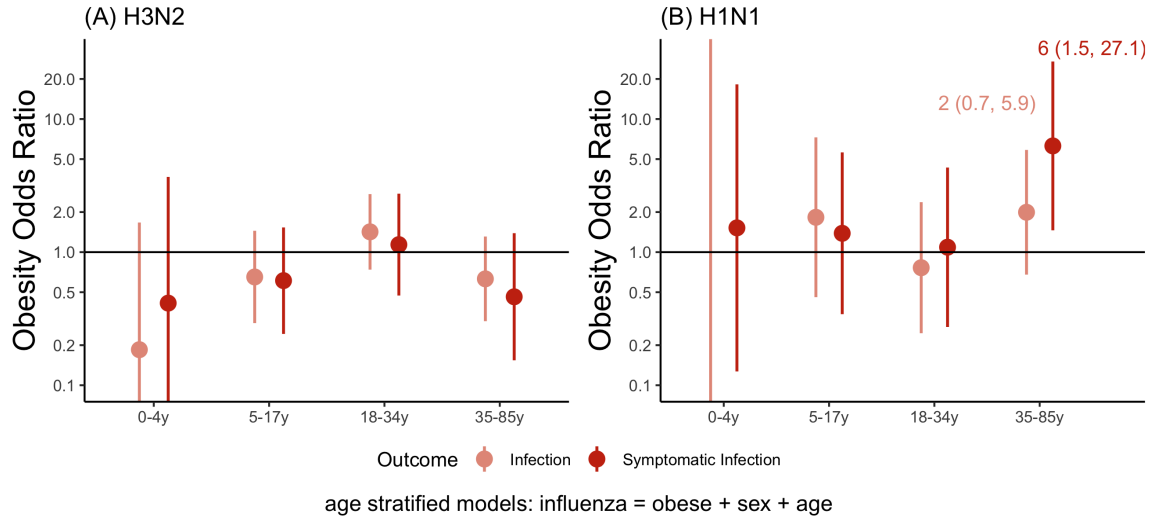 (A) H3N2
Obesity Odds Ratio
20.0
10.0
5.0
2.0
1.0
0.5
0.2
0.1
0-4y 5-17y 18-34y 35-85y
(B) H1N1
Obesity Odds Ratio
6 (1.5, 27.1)
2 (0.7, 5.9)
20.0
10.0
5.0
2.0
1.0
0.5
0.2
0.1
0-4y 5-17y 18-34y 35-85y
Outcome Infection Symptomatic Infection
age stratified models: influenza = obese + sex + age